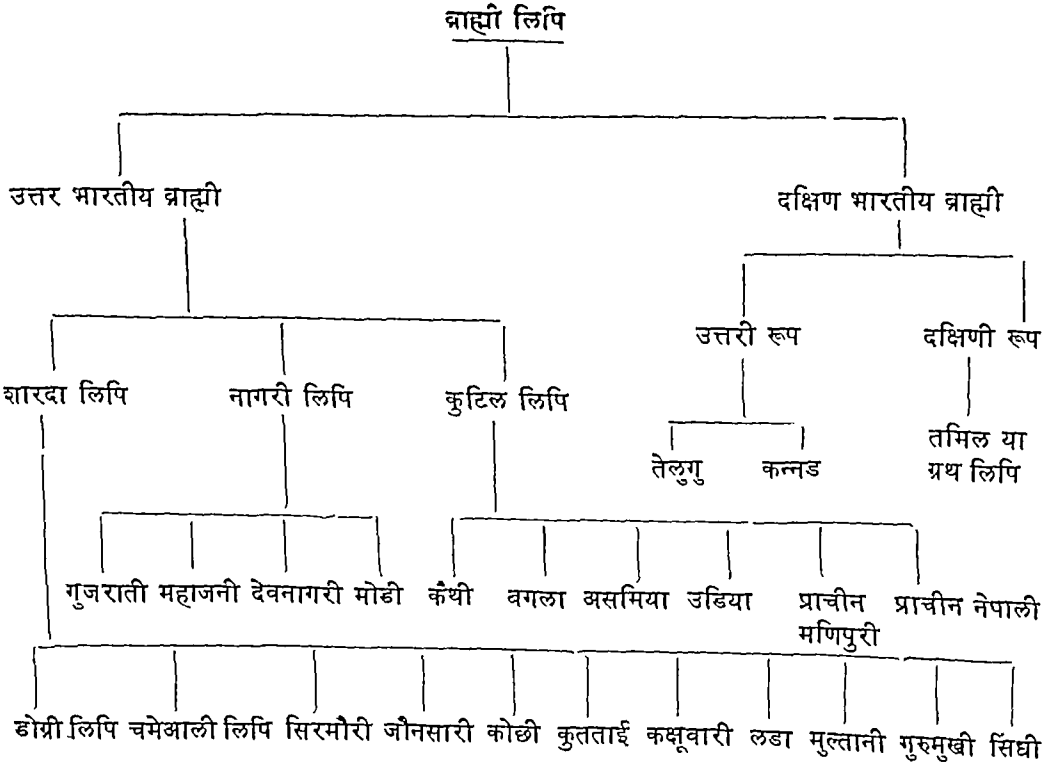 ब्राह्मी लिपि
उत्तर भारतीय ब्राह्मी
दक्षिण भारतीय ब्राह्मी
उत्तरी रूप
दक्षिणी रूप
शारदा लिपि
नागरी लिपि
कुटिल लिपि
तेलुगु
कन्नड
तमिल या
ग्रथ लिपि
गुजराती महाजनी देवनागरी मोडी कैथी वगला असमिया उडिया प्राचीन प्राचीन नेपाली
मणिपुरी
डोग्री लिपि चमेआली लिपि सिरमौरी जौनसारी कोछी कुतताई कक्षूवारी लडा मुल्तानी गुरुमुखी सिंधी